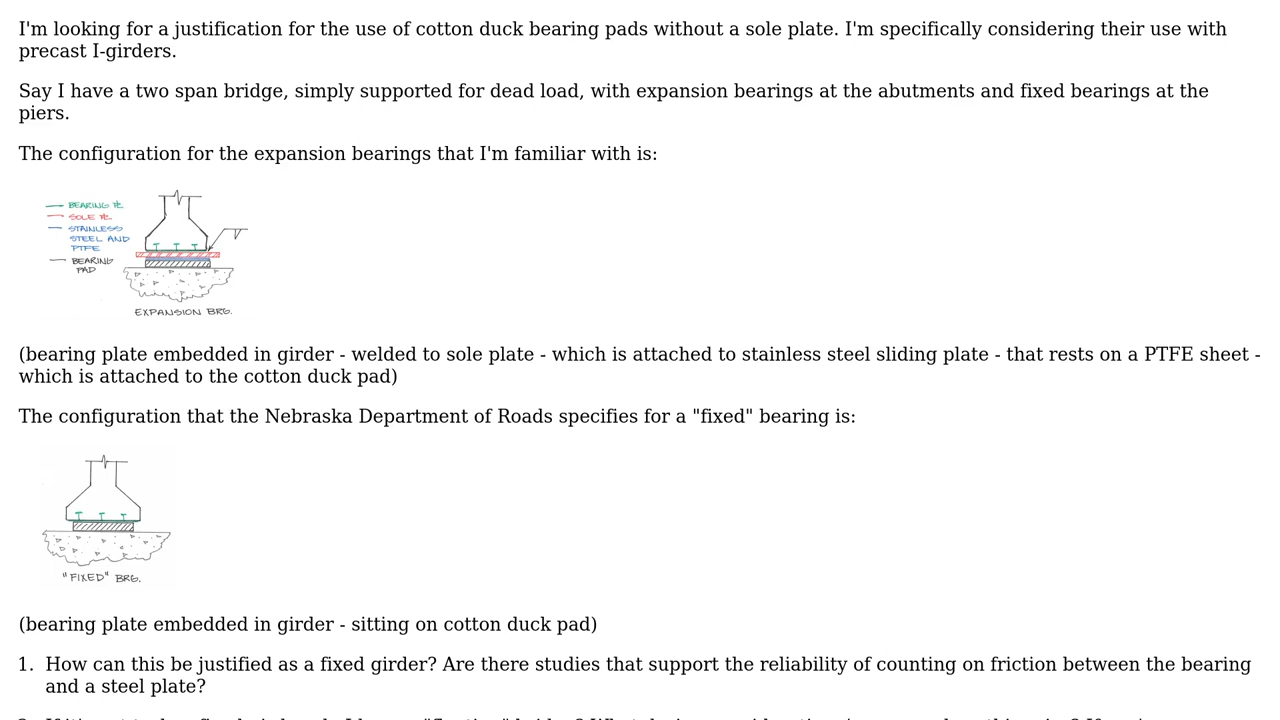 I'm looking for a justification for the use of cotton duck bearing pads without a sole plate. I'm specifically considering their use with
precast I-girders.
Say I have a two span bridge, simply supported for dead load, with expansion bearings at the abutments and fixed bearings at the
piers.
The configuration for the expansion bearings that I'm familiar with is:
BEARING PL
SOLE PL
STAINLESS
STEEL AND
PTFE
BEARING
PAD
EXPANSION BRG.
(bearing plate embedded in girder - welded to sole plate - which is attached to stainless steel sliding plate - that rests on a PTFE sheet -
which is attached to the cotton duck pad)
The configuration that the Nebraska Department of Roads specifies for a "fixed" bearing is:
"FIXED" BRG.
(bearing plate embedded in girder - sitting on cotton duck pad)
1. How can this be justified as a fixed girder? Are there studies that support the reliability of counting on friction between the bearing
and a steel plate?